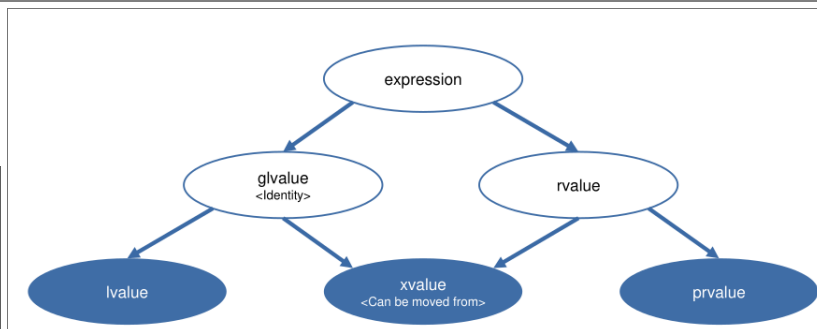 expression
glvalue
<Identity>
rvalue
lvalue
xvalue
<Can be moved from>
prvalue